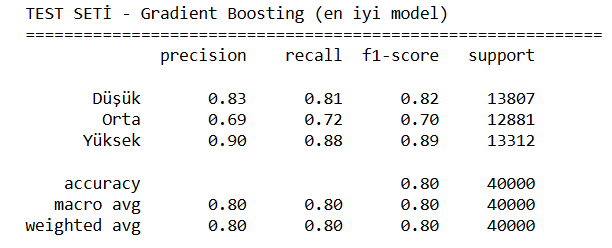 TEST SETİ - Gradient Boosting (en iyi model)
============================================================
precision recall f1-score support
Düşük 0.83 0.81 0.82 13807
Orta 0.69 0.72 0.70 12881
Yüksek 0.90 0.88 0.89 13312
accuracy 0.80 40000
macro avg 0.80 0.80 0.80 40000
weighted avg 0.80 0.80 0.80 40000